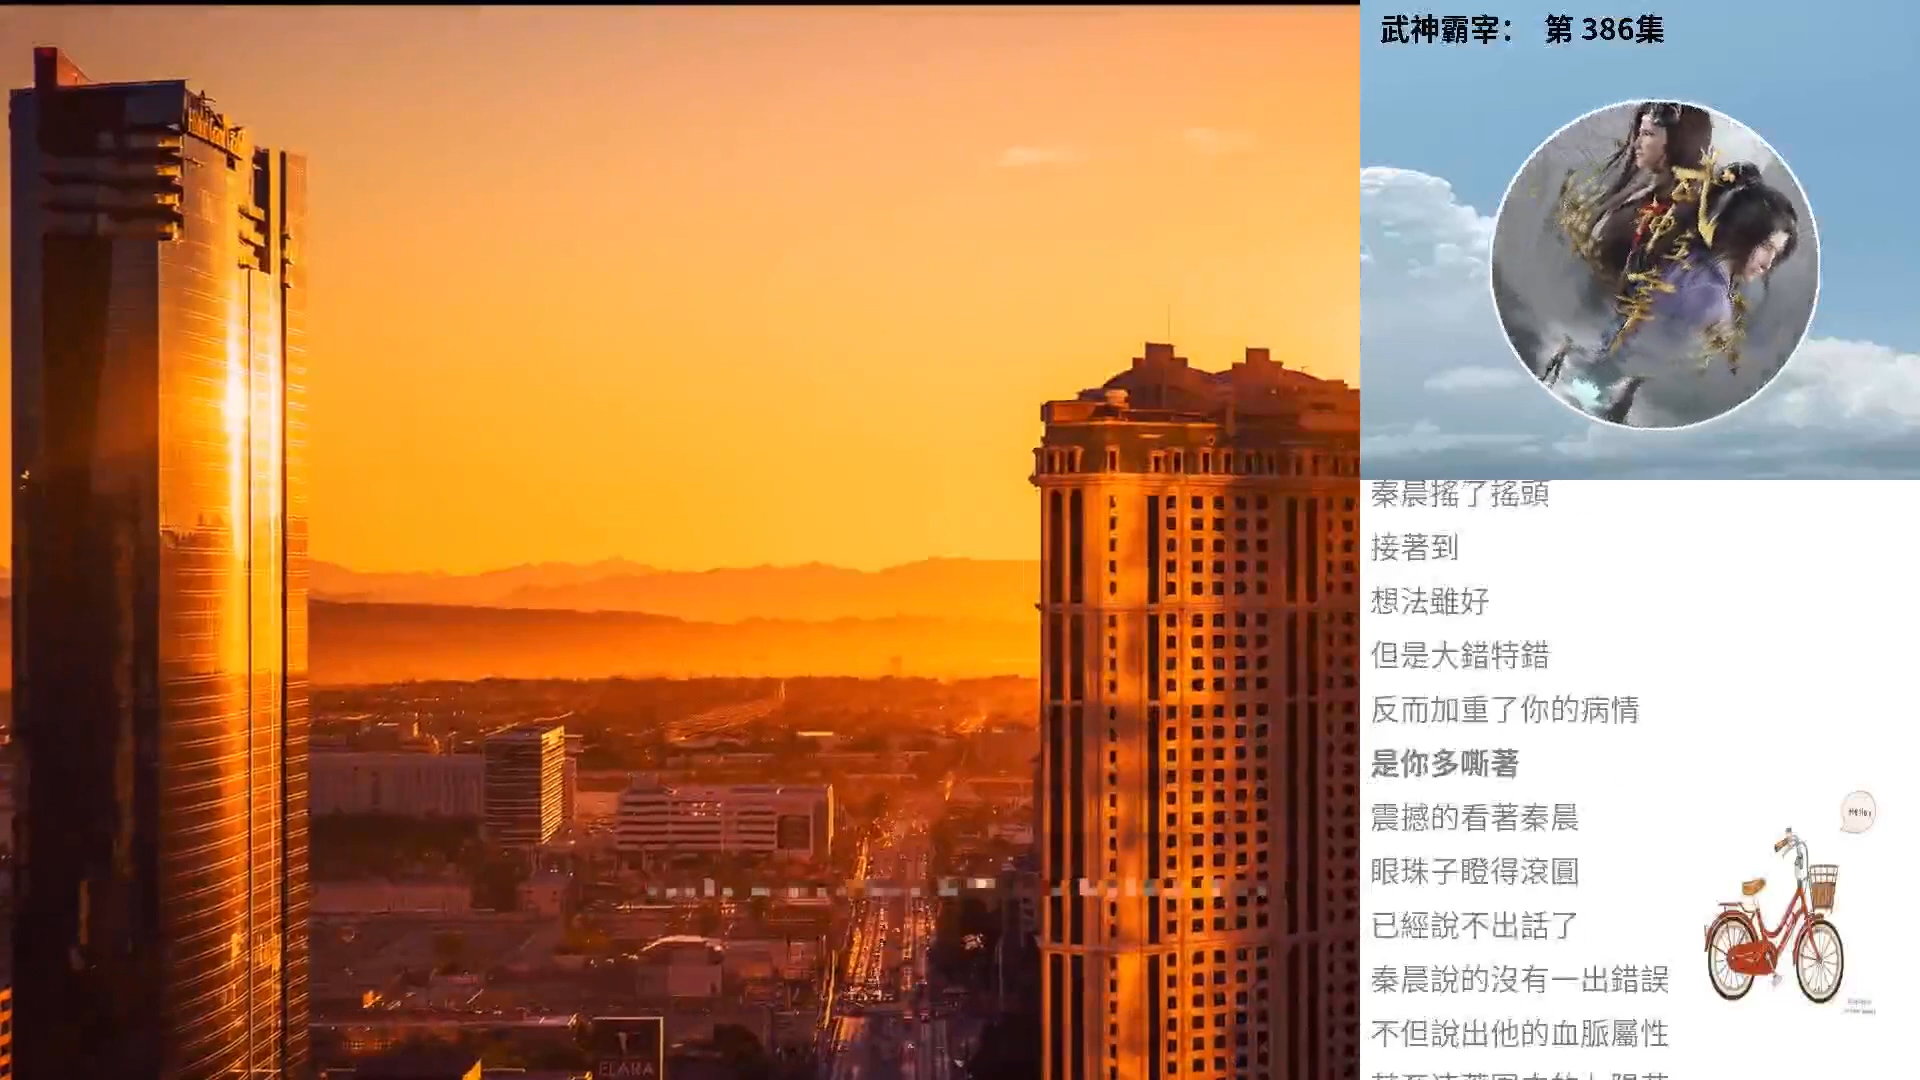 武神霸宰： 第 386集
秦晨搖了搖頭
接著到
想法雖好
但是大錯特錯
反而加重了你的病情
是你多嘶著
震撼的看著秦晨
眼珠子瞪得滾圓
Hello!
已經說不出話了
秦晨說的沒有一出錯誤
不但說出他的血脈屬性
ELARA